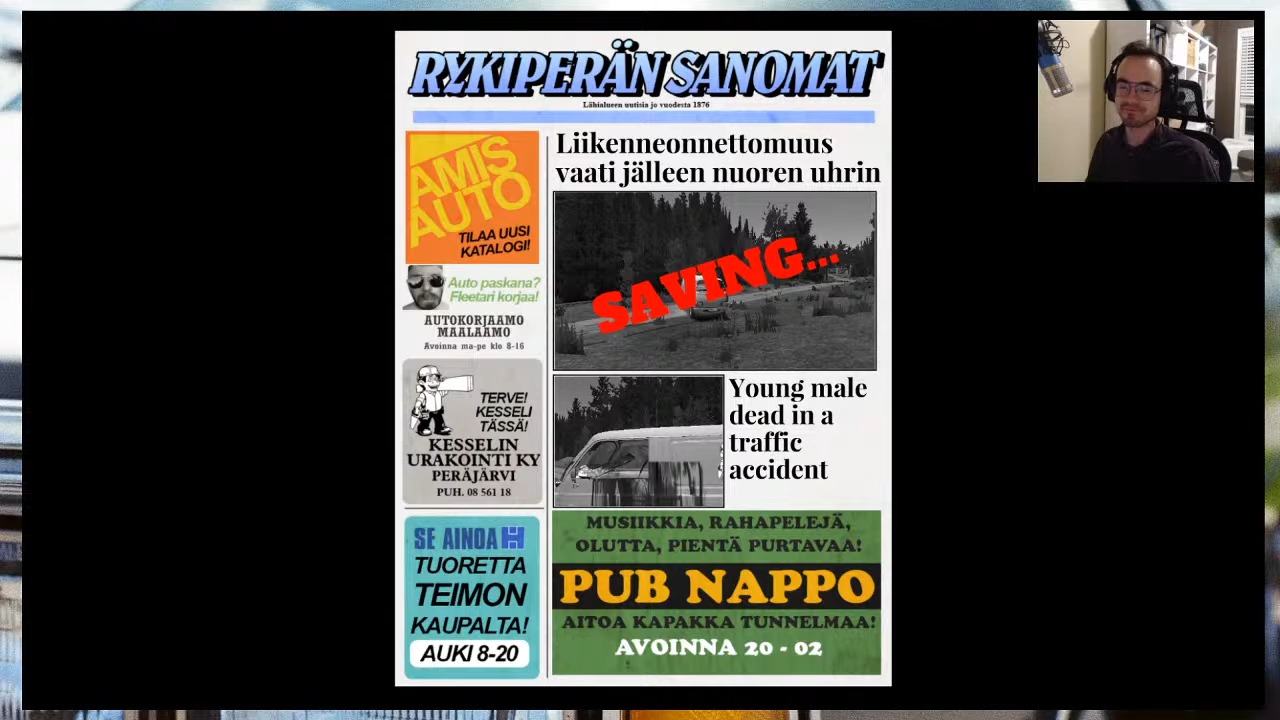 RYKIPERÄN SANOMAT
Lähialueen uutisia jo vuodesta 1876
AMIS
AUTO
TILAA UUSI
KATALOGI!
Auto paskana?
Fleetari korjaa!
AUTOKORJAAMO
MAALAAMO
Avoinna ma-pe klo 8-16
TERVE!
KESSELI
TÄSSÄ!
KESSELIN
URAKOINTI KY
PERÄJÄRVI
PUH. 08 561 18
SE AINOA H
TUORETTA
TEIMON
KAUPALTA!
AUKI 8-20
Liikenneonnettomuus
vaati jälleen nuoren uhrin
SAVING...
Young male
dead in a
traffic
accident
MUSIIKKIA, RAHAPELEJÄ,
OLUTTA, PIENTÄ PURTAVAA!
PUB NAPPO
AITOA KAPAKKA TUNNELMAA!
AVOINNA 20 - 02